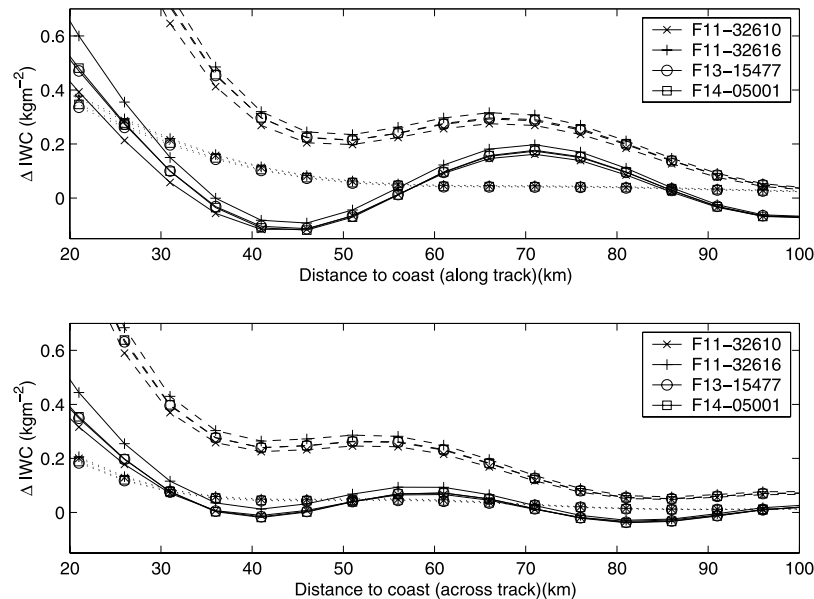 0.6
0.4
0.2
0
Δ IWC (kgm−2)
20 30 40 50 60 70 80 90 100
Distance to coast (along track)(km)
F11−32610
F11−32616
F13−15477
F14−05001
0.6
0.4
0.2
0
Δ IWC (kgm−2)
20 30 40 50 60 70 80 90 100
Distance to coast (across track)(km)
F11−32610
F11−32616
F13−15477
F14−05001